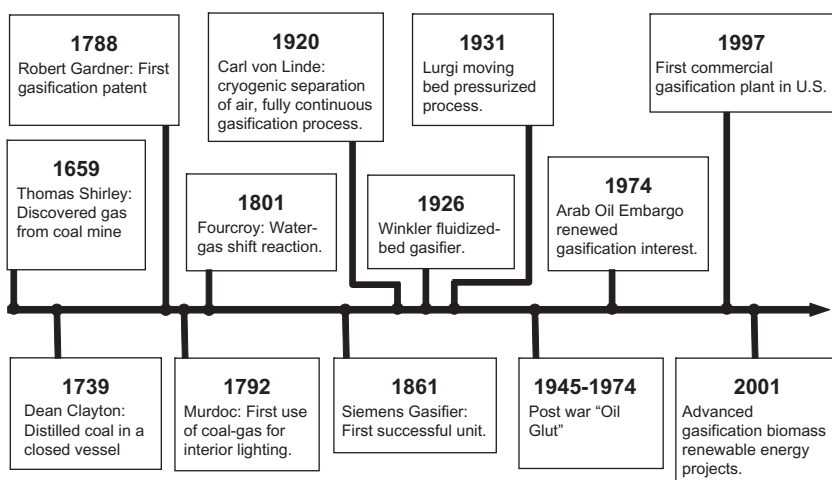 1788
Robert Gardner: First
gasification patent
1920
Carl von Linde:
cryogenic separation
of air, fully continuous
gasification process.
1931
Lurgi moving
bed pressurized
process.
1997
First commercial
gasification plant in U.S.
1659
Thomas Shirley:
Discovered gas
from coal mine
1801
Fourcroy: Water-
gas shift reaction.
1926
Winkler fluidized-
bed gasifier.
1974
Arab Oil Embargo
renewed
gasification interest.
1739
Dean Clayton:
Distilled coal in a
closed vessel
1792
Murdoc: First use
of coal-gas for
interior lighting.
1861
Siemens Gasifier:
First successful unit.
1945-1974
Post war “Oil
Glut”
2001
Advanced
gasification biomass
renewable energy
projects.